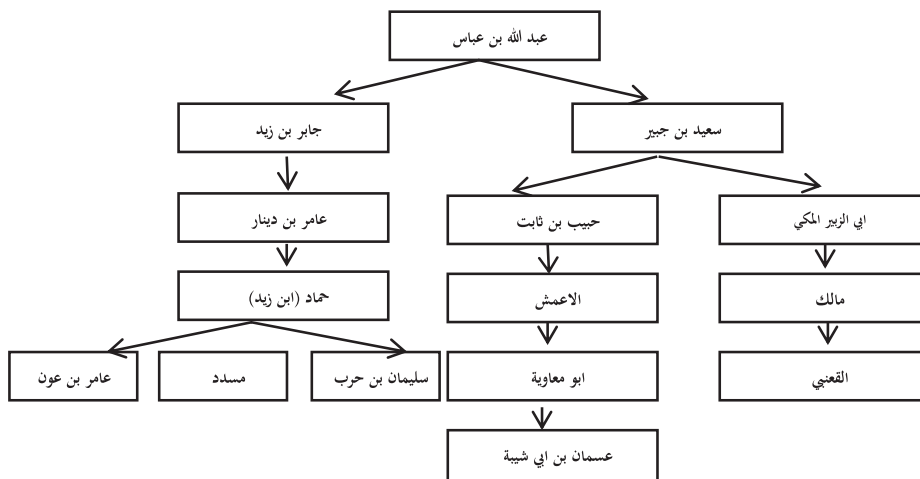 عبد الله بن عباس
سعيد بن جبير
جابر بن زيد
ابي الزبير المكي
حبيب بن ثابت
عامر بن دينار
مالك
الاعمش
حماد (ابن زيد)
القعنبي
ابو معاوية
سليمان بن حرب
مسدد
عامر بن عون
عسمان بن ابي شيبة